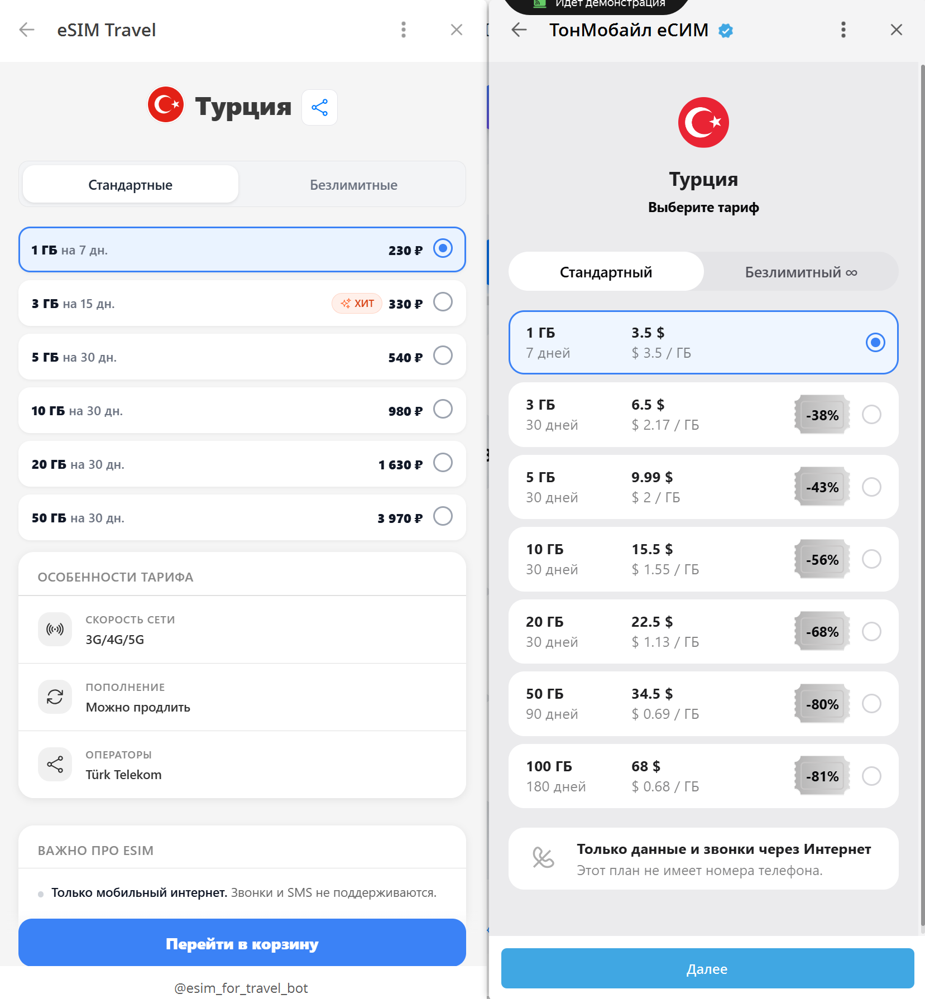 eSIM Travel
Турция
Стандартные
Безлимитные
1 ГБ на 7 дн.
230 ₽
3 ГБ на 15 дн.
ХИТ
330 ₽
5 ГБ на 30 дн.
540 ₽
10 ГБ на 30 дн.
980 ₽
20 ГБ на 30 дн.
1 630 ₽
50 ГБ на 30 дн.
3 970 ₽
ОСОБЕННОСТИ ТАРИФА
СКОРОСТЬ СЕТИ
3G/4G/5G
ПОПОЛНЕНИЕ
Можно продлить
ОПЕРАТОРЫ
Türk Telekom
ВАЖНО ПРО ESIM
Только мобильный интернет. Звонки и SMS не поддерживаются.
Перейти в корзину
@esim_for_travel_bot
Идет демонстрация
ТонМобайл еСИМ
Турция
Выберите тариф
Стандартный
Безлимитный ∞
1 ГБ
3.5 $
7 дней
$ 3.5 / ГБ
3 ГБ
6.5 $
30 дней
$ 2.17 / ГБ
-38%
5 ГБ
9.99 $
30 дней
$ 2 / ГБ
-43%
10 ГБ
15.5 $
30 дней
$ 1.55 / ГБ
-56%
20 ГБ
22.5 $
30 дней
$ 1.13 / ГБ
-68%
50 ГБ
34.5 $
90 дней
$ 0.69 / ГБ
-80%
100 ГБ
68 $
180 дней
$ 0.68 / ГБ
-81%
Только данные и звонки через Интернет
Этот план не имеет номера телефона.
Далее